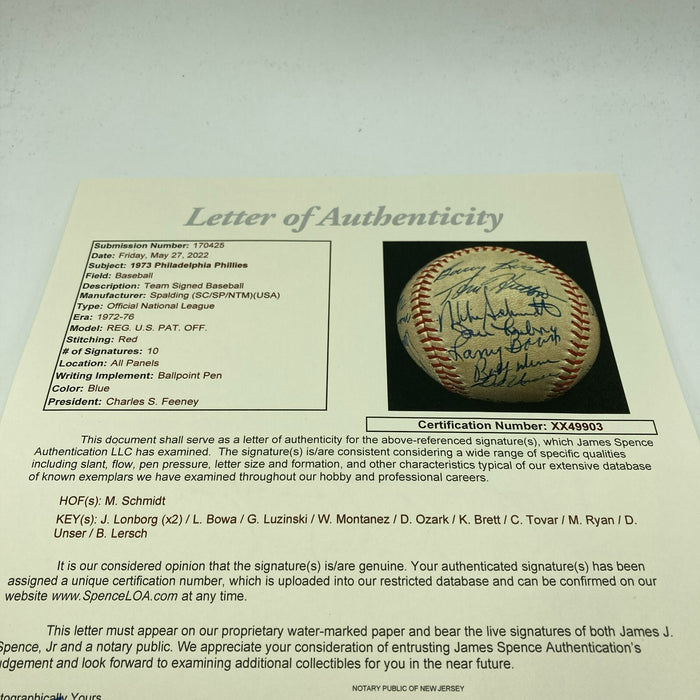 Letter of Authenticity
Submission Number: 170425
Date: Friday, May 27, 2022
Subject: 1973 Philadelphia Phillies
Field: Baseball
Description: Team Signed Baseball
Manufacturer: Spalding (SC/SP/NTM)(USA)
Type: Official National League
Era: 1972-76
Model: REG. U.S. PAT. OFF.
Stitching: Red
# of Signatures: 10
Location: All Panels
Writing Implement: Ballpoint Pen
Color: Blue
President: Charles S. Feeney
Mike Schmidt
Larry Bowa
Certification Number: XX49903
This document shall serve as a letter of authenticity for the above-referenced signature(s), which James Spence
Authentication LLC has examined. The signature(s) is/are consistent considering a wide range of specific qualities
including slant, flow, pen pressure, letter size and formation, and other characteristics typical of our extensive database
of known exemplars we have examined throughout our hobby and professional careers.
HOF(s): M. Schmidt
KEY(s): J. Lonborg (x2) / L. Bowa / G. Luzinski / W. Montanez / D. Ozark / K. Brett / C. Tovar / M. Ryan / D.
Unser / B. Lersch
It is our considered opinion that the signature(s) is/are genuine. Your authenticated signature(s) has been
assigned a unique certification number, which is uploaded into our restricted database and can be confirmed on our
website www.SpenceLOA.com at any time.
This letter must appear on our proprietary water-marked paper and bear the live signatures of both James J.
Spence, Jr and a notary public. We appreciate your consideration of entrusting James Spence Authentication's
udgement and look forward to examining additional collectibles for you in the near future.
tographically Yours
NOTARY PUBLIC OF NEW JERSEY